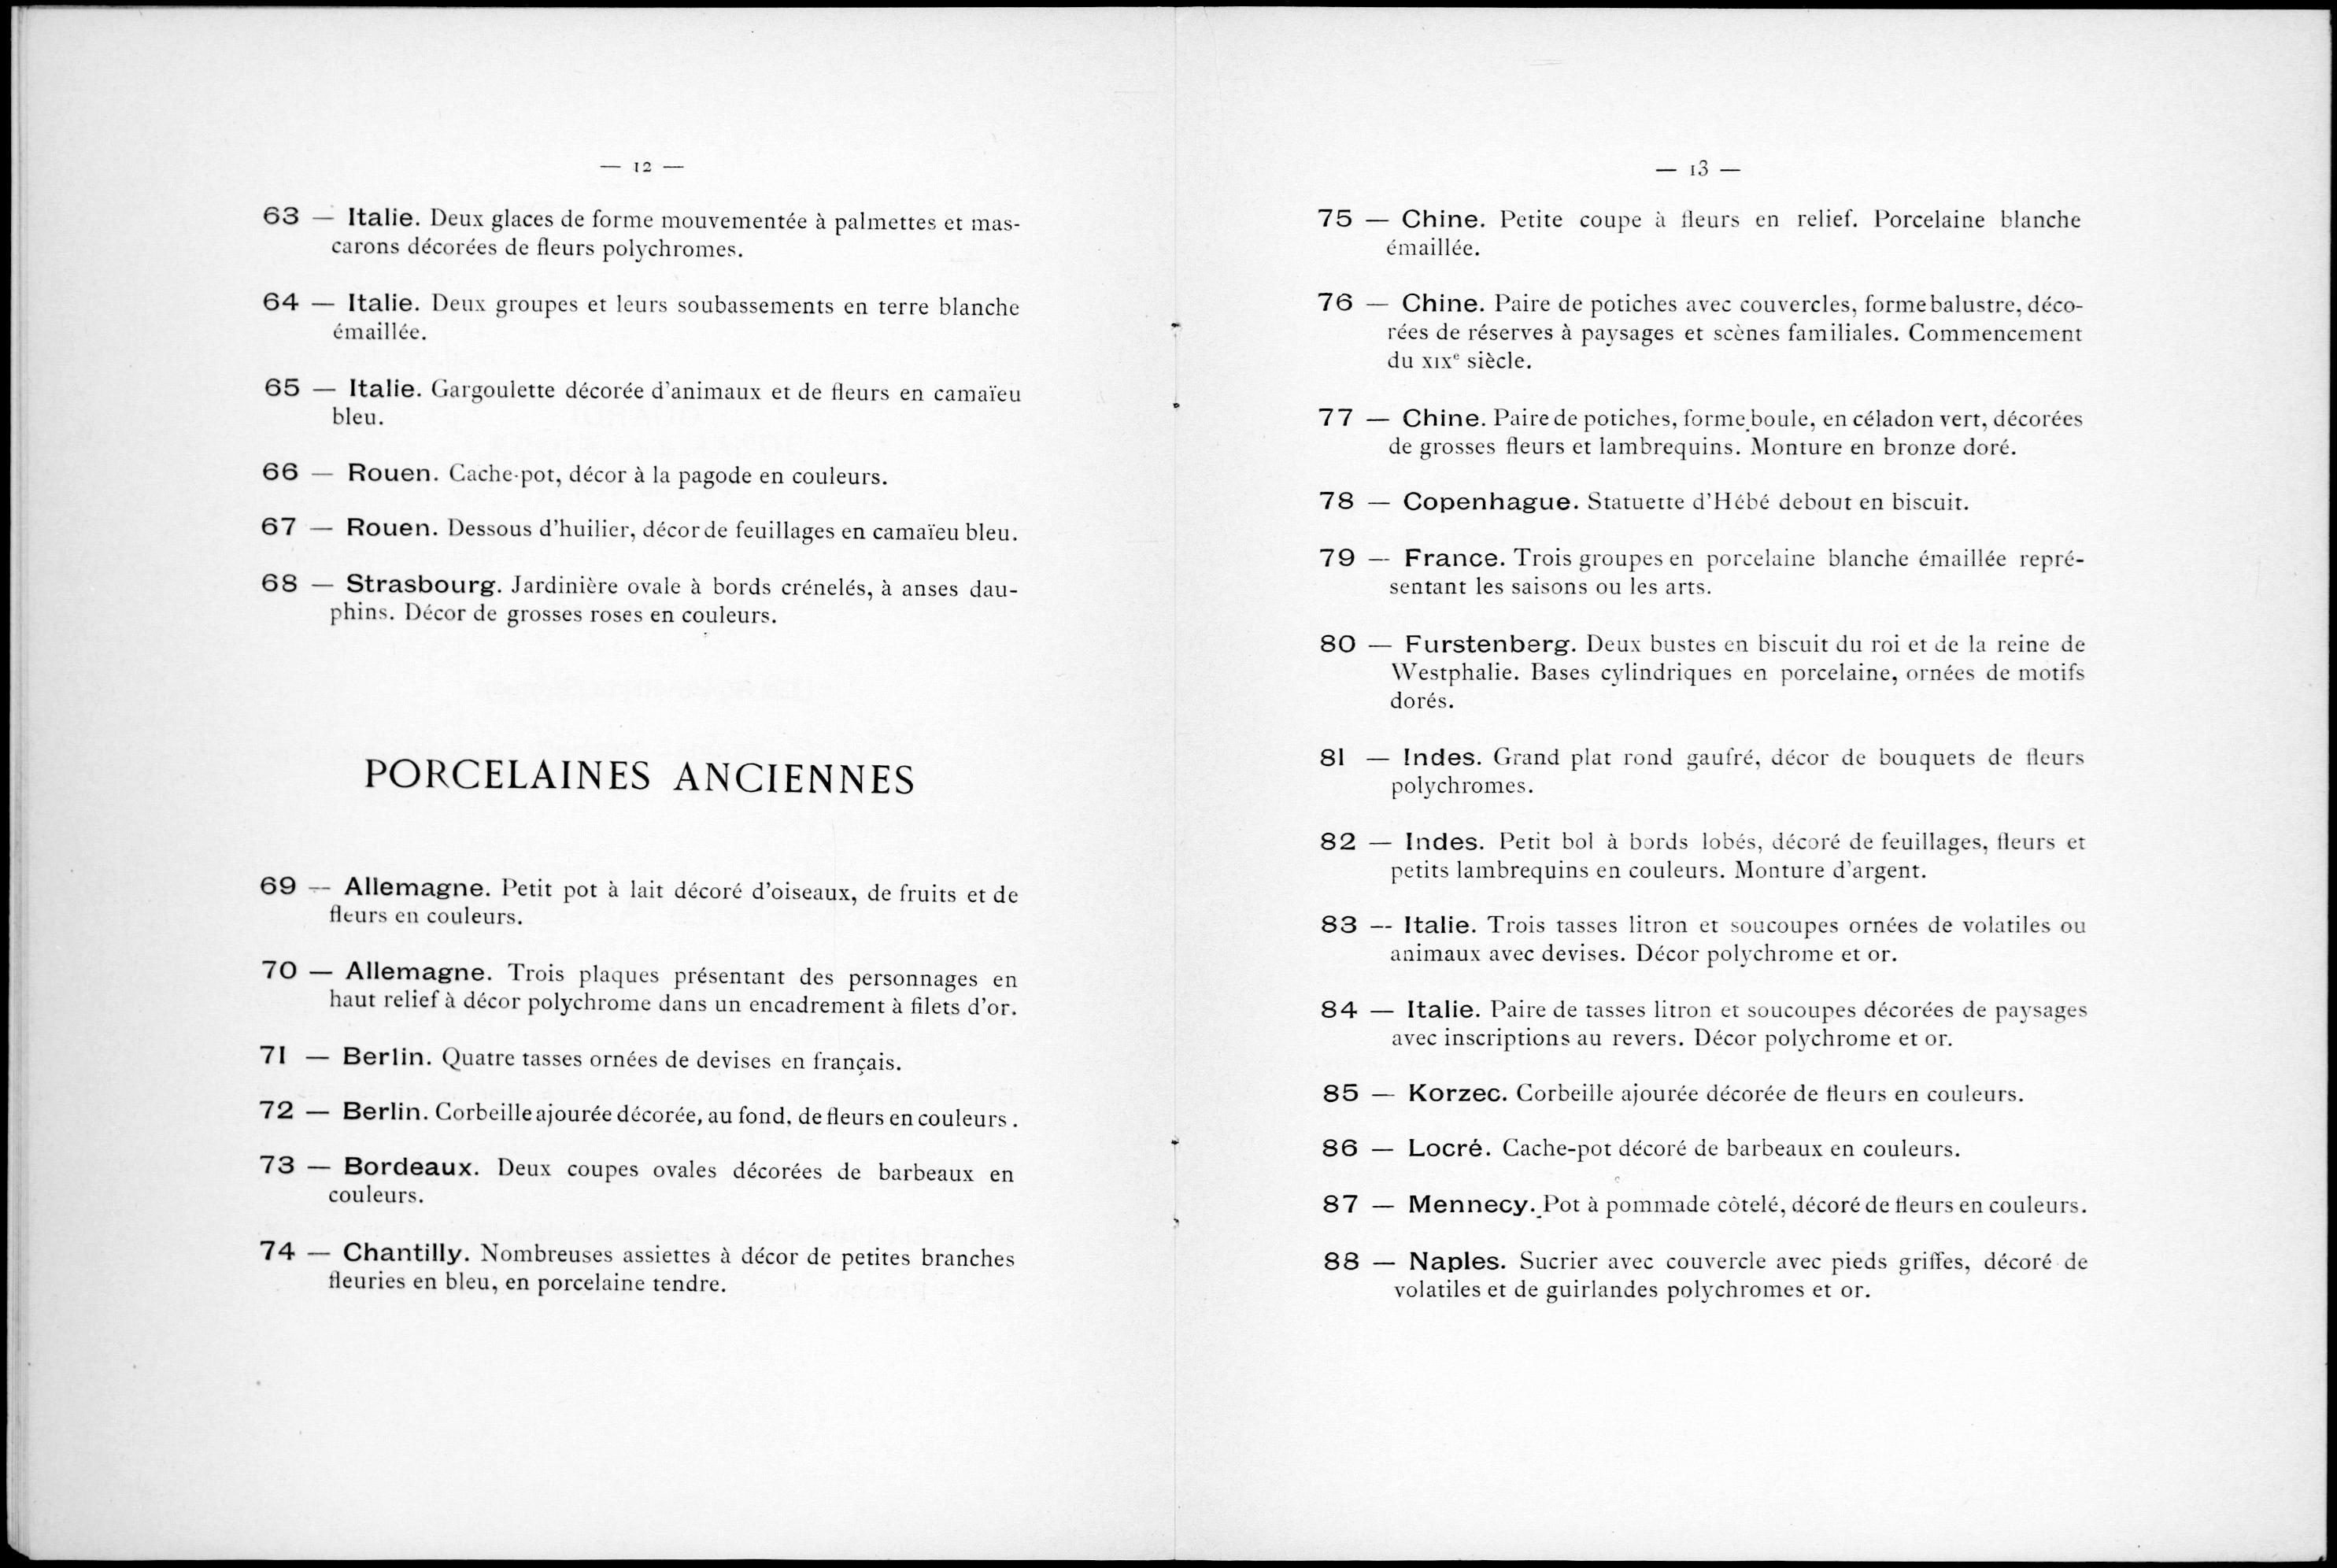 — 12 —
63 — Italie. Deux glaces de forme mouvementée à palmettes et mas-
carons décorées de fleurs polychromes.
64 — Italie. Deux groupes et leurs soubassements en terre blanche
émaillée.
65 — Italie. Gargoulette décorée d'animaux et de fleurs en camaïeu
bleu.
66 — Rouen. Cache-pot, décor à la pagode en couleurs.
67 — Rouen. Dessous d'huilier, décor de feuillages en camaïeu bleu.
68 — Strasbourg. Jardinière ovale à bords crénelés, à anses dau-
phins. Décor de grosses roses en couleurs.
PORCELAINES ANCIENNES
69 — Allemagne. Petit pot à lait décoré d'oiseaux, de fruits et de
fleurs en couleurs.
70 — Allemagne. Trois plaques présentant des personnages en
haut relief à décor polychrome dans un encadrement à filets d'or.
71 — Berlin. Quatre tasses ornées de devises en français.
72 — Berlin. Corbeille ajourée décorée, au fond, de fleurs en couleurs.
73 — Bordeaux. Deux coupes ovales décorées de barbeaux en
couleurs.
74 — Chantilly. Nombreuses assiettes à décor de petites branches
fleuries en bleu, en porcelaine tendre.
— 13 —
75 — Chine. Petite coupe à fleurs en relief. Porcelaine blanche
émaillée.
76 — Chine. Paire de potiches avec couvercles, forme balustre, déco-
rées de réserves à paysages et scènes familiales. Commencement
du XIXe siècle.
77 — Chine. Paire de potiches, forme boule, en céladon vert, décorées
de grosses fleurs et lambrequins. Monture en bronze doré.
78 — Copenhague. Statuette d'Hébé debout en biscuit.
79 — France. Trois groupes en porcelaine blanche émaillée repré-
sentant les saisons ou les arts.
80 — Furstenberg. Deux bustes en biscuit du roi et de la reine de
Westphalie. Bases cylindriques en porcelaine, ornées de motifs
dorés.
81 — Indes. Grand plat rond gaufré, décor de bouquets de fleurs
polychromes.
82 — Indes. Petit bol à bords lobés, décoré de feuillages, fleurs et
petits lambrequins en couleurs. Monture d'argent.
83 — Italie. Trois tasses litron et soucoupes ornées de volatiles ou
animaux avec devises. Décor polychrome et or.
84 — Italie. Paire de tasses litron et soucoupes décorées de paysages
avec inscriptions au revers. Décor polychrome et or.
85 — Korzec. Corbeille ajourée décorée de fleurs en couleurs.
86 — Locré. Cache-pot décoré de barbeaux en couleurs.
87 — Mennecy. Pot à pommade côtelé, décoré de fleurs en couleurs.
88 — Naples. Sucrier avec couvercle avec pieds griffes, décoré de
volatiles et de guirlandes polychromes et or.